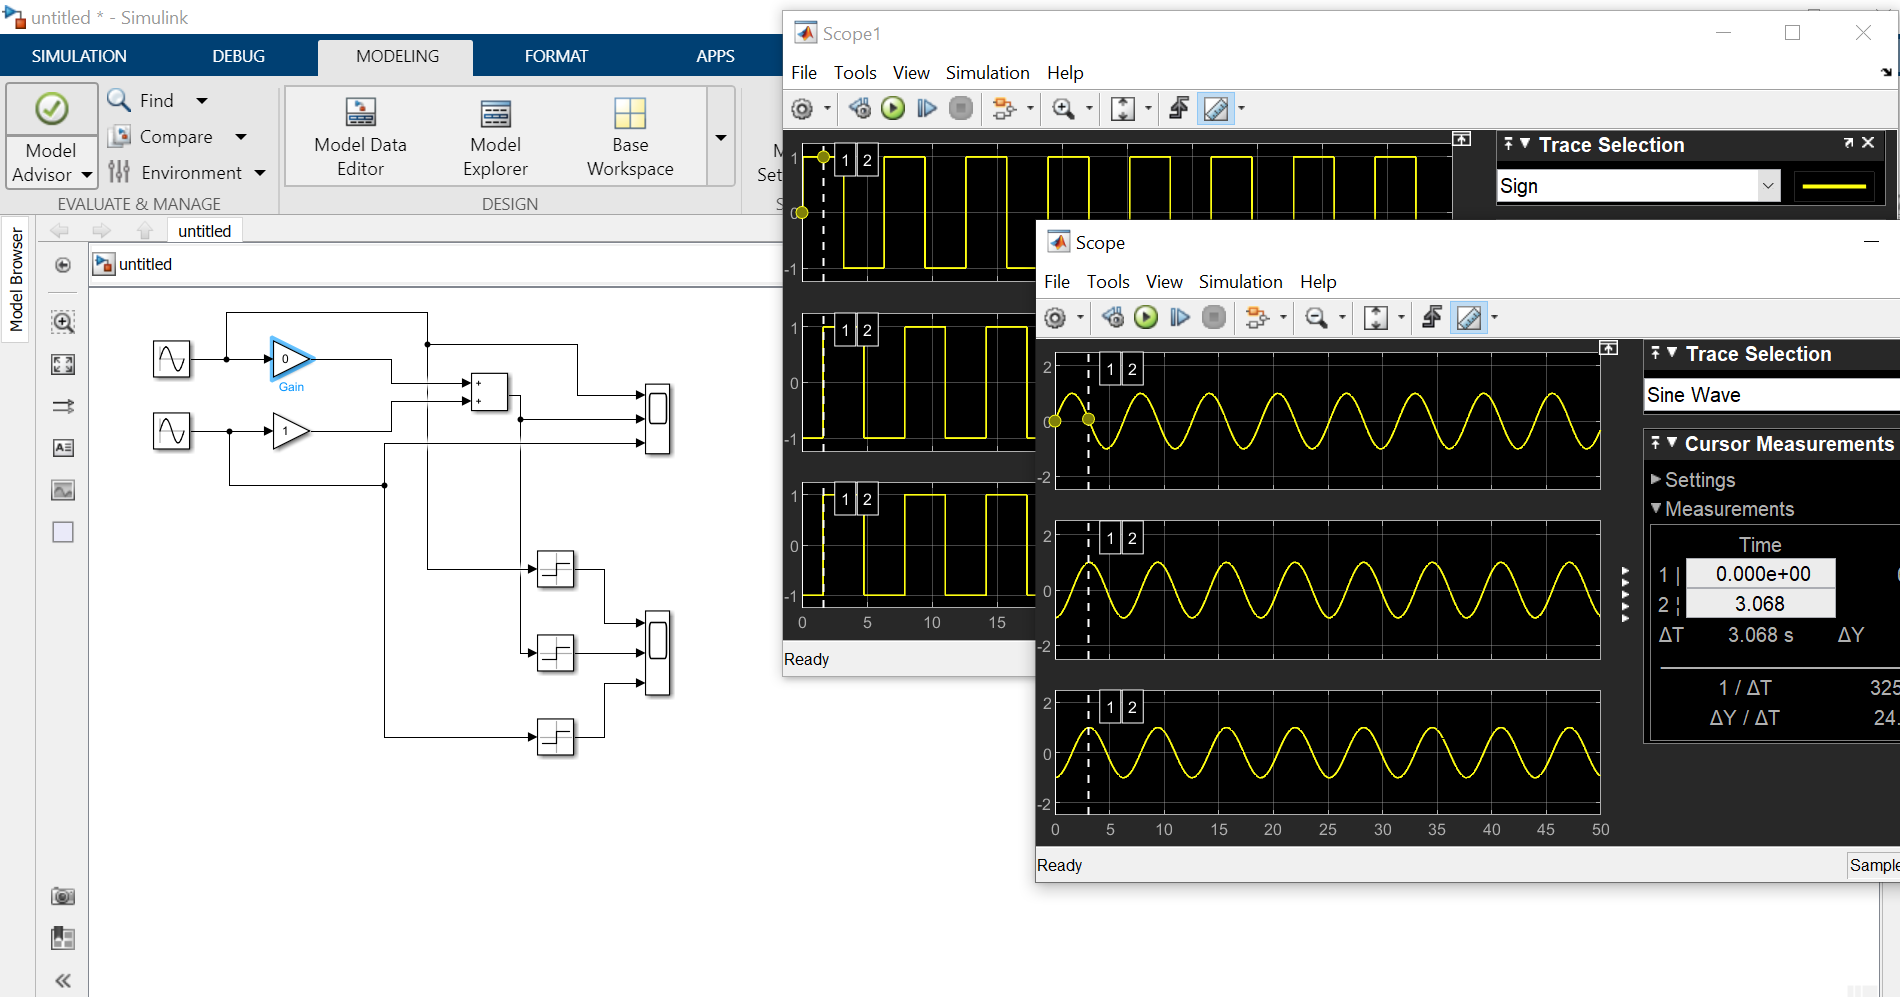 untitled * - Simulink
SIMULATION DEBUG MODELING FORMAT APPS
Find
Compare
Environment
Model
Advisor
Model Data
Editor
Model
Explorer
Base
Workspace
EVALUATE & MANAGE
DESIGN
Model Browser
untitled
untitled
0
Gain
1
+
+
Scope1
File Tools View Simulation Help
1
0
-1
1 2
1
0
-1
1 2
1
0
-1
1 2
0 5 10 15
Trace Selection
Sign
Ready
Scope
File Tools View Simulation Help
2
0
-2
1 2
2
0
-2
1 2
2
0
-2
1 2
0 5 10 15 20 25 30 35 40 45 50
Trace Selection
Sine Wave
Cursor Measurements
Settings
Measurements
Time
1 | 0.000e+00
2 ¦ 3.068
ΔT 3.068 s ΔY
1 / ΔT 325
ΔY / ΔT 24.
Ready
Sample